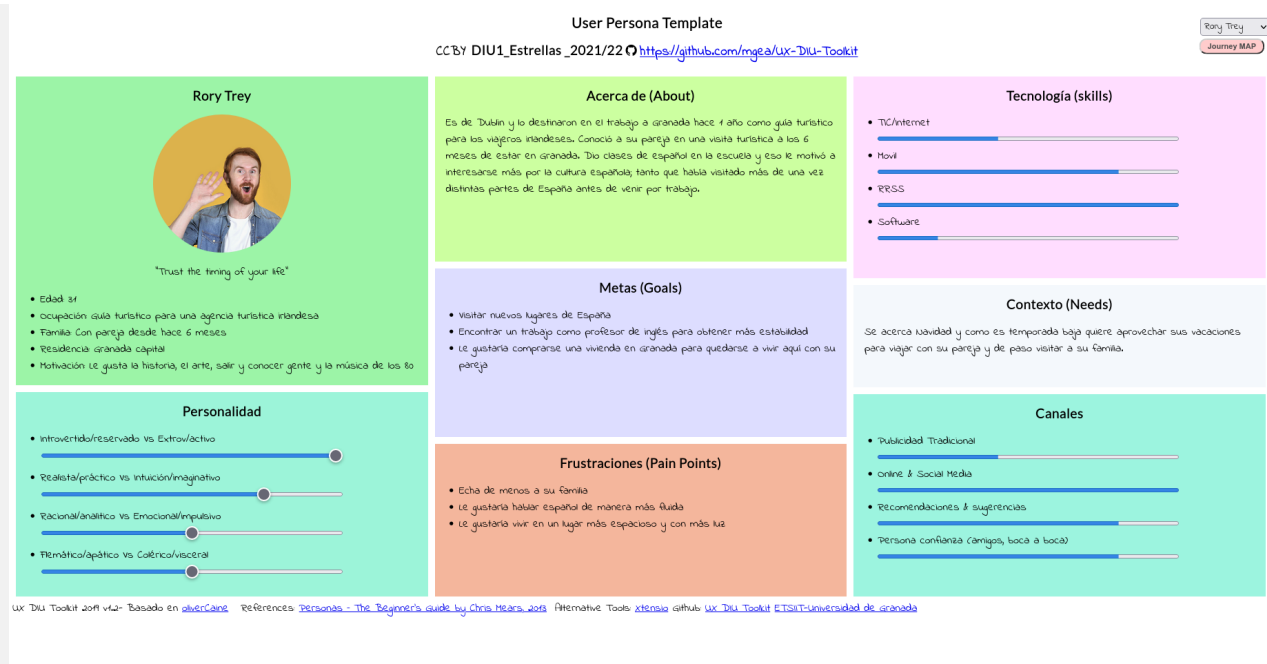 User Persona Template
CCBY DIU1_Estrellas _2021/22 https://github.com/mgea/UX-DIU-Toolkit
Rory Trey
Journey MAP
Rory Trey
"Trust the timing of your life"
• Edad: 31
• Ocupación: Guía turístico para una agencia turística irlandesa
• Familia: Con pareja desde hace 6 meses
• Residencia: Granada capital
• Motivación: Le gusta la historia, el arte, salir y conocer gente y la música de los 80
Personalidad
• Introvertido/reservado Vs Extrov/activo
• Realista/práctico Vs Intuición/imaginativo
• Racional/analítico Vs Emocional/impulsivo
• Flemático/apático Vs Colérico/visceral
Acerca de (About)
Es de Dublin y lo destinaron en el trabajo a Granada hace 1 año como guía turístico
para los viajeros irlandeses. Conoció a su pareja en una visita turística a los 6
meses de estar en Granada. Dio clases de español en la escuela y eso le motivó a
interesarse más por la cultura española; tanto que había visitado más de una vez
distintas partes de España antes de venir por trabajo.
Metas (Goals)
• Visitar nuevos lugares de España
• Encontrar un trabajo como profesor de inglés para obtener más estabilidad
• Le gustaría comprarse una vivienda en Granada para quedarse a vivir aquí con su
pareja
Frustraciones (Pain Points)
• Echa de menos a su familia
• Le gustaría hablar español de manera más fluida
• Le gustaría vivir en un lugar más espacioso y con más luz
Tecnología (skills)
• TIC/Internet
• Movil
• RRSS
• Software
Contexto (Needs)
Se acerca Navidad y como es temporada baja quiere aprovechar sus vacaciones
para viajar con su pareja y de paso visitar a su familia.
Canales
• Publicidad Tradicional
• Online & Social Media
• Recomendaciones & sugerencias
• Persona confianza (amigos, boca a boca)
UX DIU Toolkit 2019 v1.2- Basado en oliverCaine References: Personas - The Beginner's Guide by Chris Mears, 2013 Alternative Tools: Xtensio Github: UX DIU Toolkit ETSIIT-Universidad de Granada